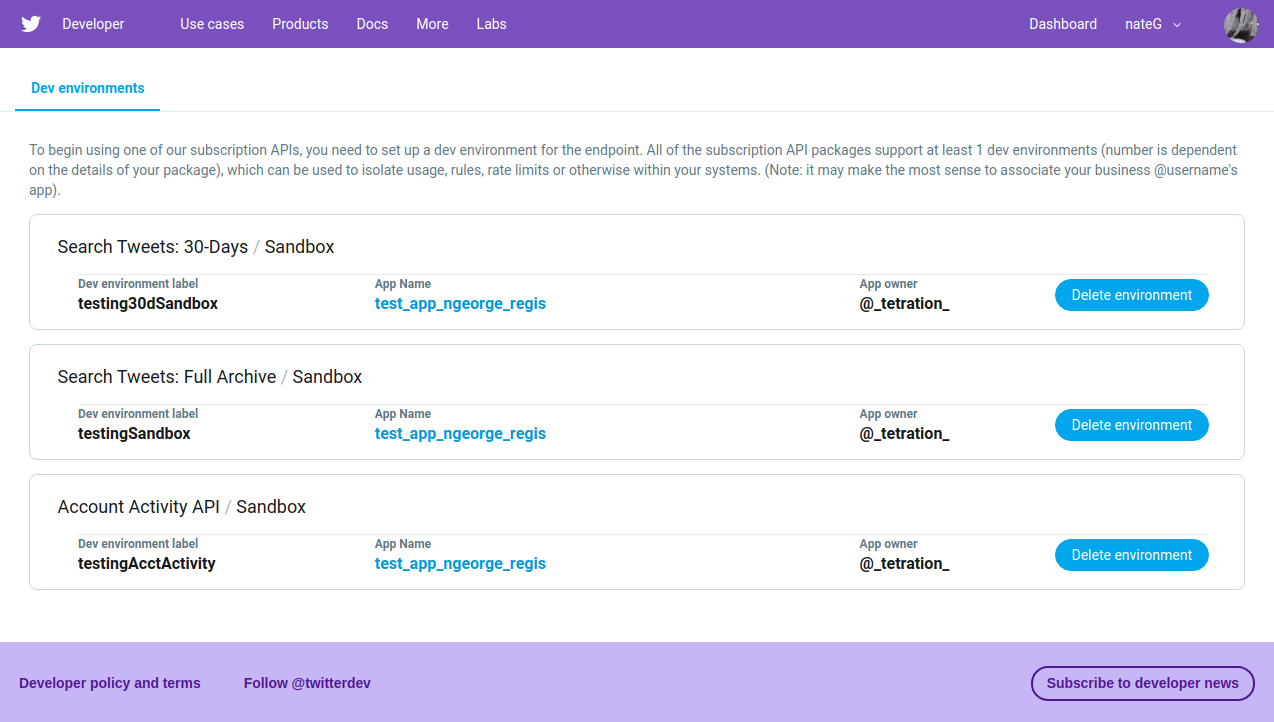 Developer Use cases Products Docs More Labs Dashboard nateG
Dev environments
To begin using one of our subscription APIs, you need to set up a dev environment for the endpoint. All of the subscription API packages support at least 1 dev environments (number is dependent
on the details of your package), which can be used to isolate usage, rules, rate limits or otherwise within your systems. (Note: it may make the most sense to associate your business @username's
app).
Search Tweets: 30-Days / Sandbox
Dev environment label App Name App owner
testing30dSandbox test_app_ngeorge_regis @_tetration_ Delete environment
Search Tweets: Full Archive / Sandbox
Dev environment label App Name App owner
testingSandbox test_app_ngeorge_regis @_tetration_ Delete environment
Account Activity API / Sandbox
Dev environment label App Name App owner
testingAcctActivity test_app_ngeorge_regis @_tetration_ Delete environment
Developer policy and terms Follow @twitterdev Subscribe to developer news